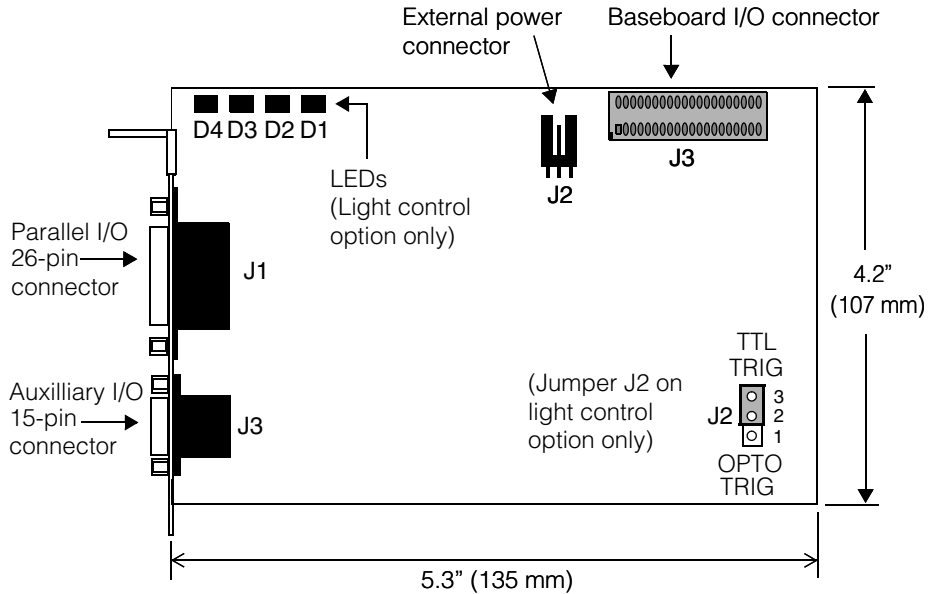 External power
connector
Baseboard I/O connector
D4 D3 D2 D1
J3
J2
LEDs
(Light control
option only)
Parallel I/O
26-pin
connector
J1
4.2”
(107 mm)
TTL
TRIG
(Jumper J2 on
light control
option only)
3
J2 2
1
OPTO
TRIG
Auxilliary I/O
15-pin
connector
J3
5.3” (135 mm)